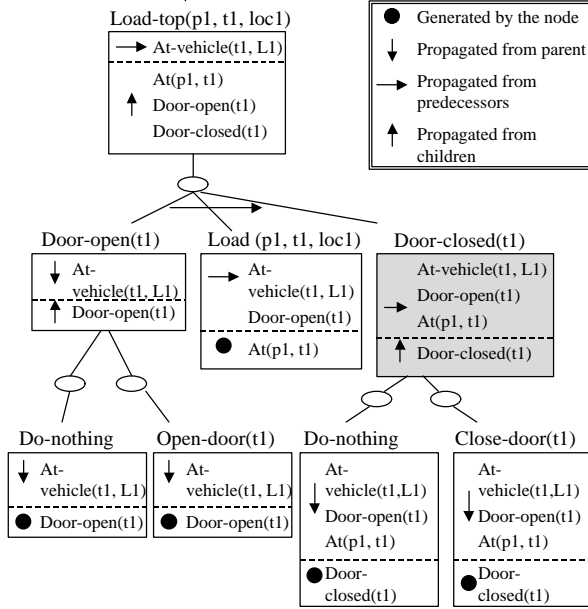 Load-top(p1, t1, loc1)
At-vehicle(t1, L1)
At(p1, t1)
Door-open(t1)
Door-closed(t1)
Generated by the node
Propagated from parent
Propagated from
predecessors
Propagated from
children
Door-open(t1)
At-
vehicle(t1, L1)
Door-open(t1)
Load (p1, t1, loc1)
At-
vehicle(t1, L1)
Door-open(t1)
At(p1, t1)
Door-closed(t1)
At-vehicle(t1, L1)
Door-open(t1)
At(p1, t1)
Door-closed(t1)
Do-nothing
At-
vehicle(t1, L1)
Door-open(t1)
Open-door(t1)
At-
vehicle(t1, L1)
Door-open(t1)
Do-nothing
At-
vehicle(t1,L1)
Door-open(t1)
At(p1, t1)
Door-
closed(t1)
Close-door(t1)
At-
vehicle(t1,L1)
Door-open(t1)
At(p1, t1)
Door-
closed(t1)